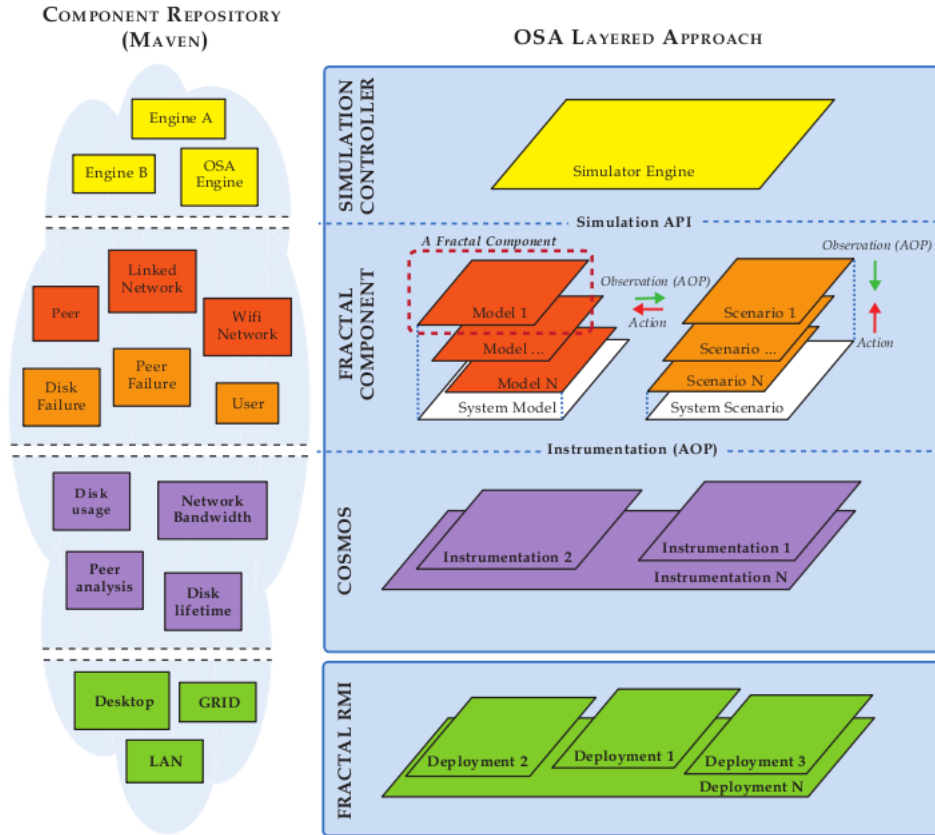 COMPONENT REPOSITORY
(MAVEN)
Engine A
Engine B
OSA
Engine
Linked
Network
Peer
Wifi
Network
Peer
Failure
Disk
Failure
User
Disk
usage
Network
Bandwidth
Peer
analysis
Disk
lifetime
Desktop
GRID
LAN
OSA LAYERED APPROACH
SIMULATION
CONTROLLER
Simulator Engine
Simulation API
FRACTAL
COMPONENT
A Fractal Component
Model 1
Model ...
Model N
System Model
Observation (AOP)
Action
Scenario 1
Scenario ...
Scenario N
System Scenario
Observation (AOP)
Action
Instrumentation (AOP)
COSMOS
Instrumentation 2
Instrumentation 1
Instrumentation N
FRACTAL RMI
Deployment 2
Deployment 1
Deployment 3
Deployment N